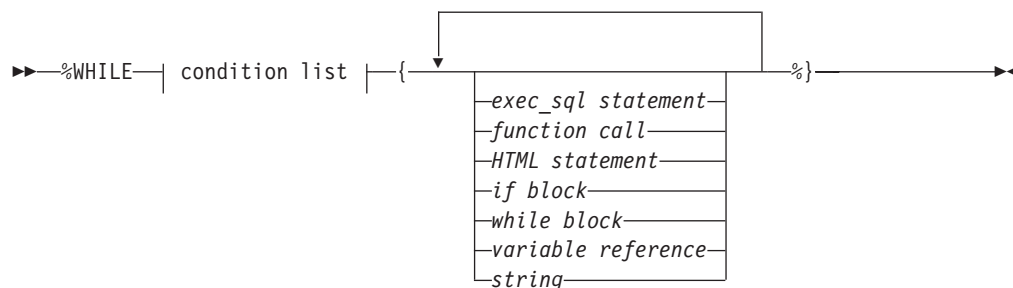 %WHILE condition list { %}
exec_sql statement
function call
HTML statement
if block
while block
variable reference
string